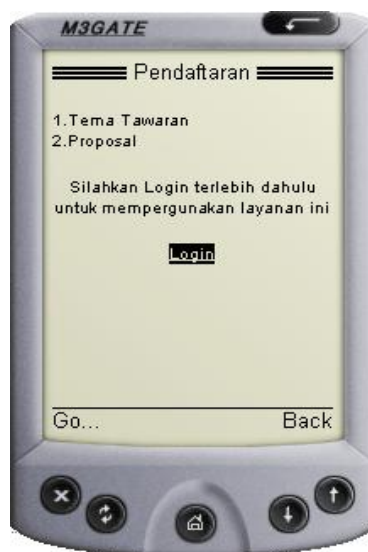 M3GATE
Pendaftaran
1.Tema Tawaran
2.Proposal
Silahkan Login terlebih dahulu
untuk mempergunakan layanan ini
Login
Go... Back